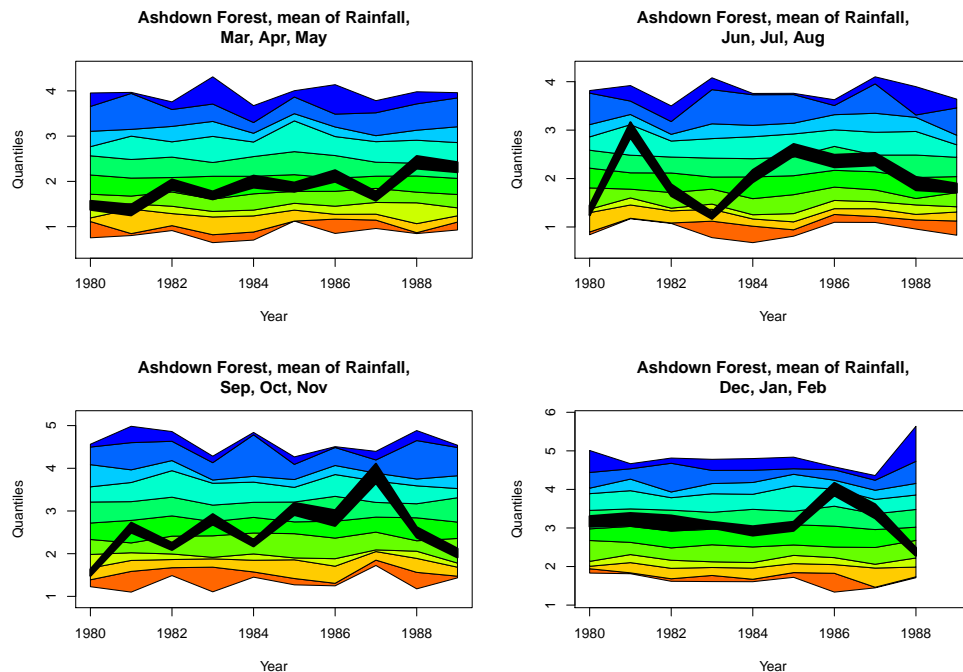 Ashdown Forest, mean of Rainfall,
Mar, Apr, May
Quantiles
4
3
2
1
1980 1982 1984 1986 1988
Year
Ashdown Forest, mean of Rainfall,
Jun, Jul, Aug
Quantiles
4
3
2
1
1980 1982 1984 1986 1988
Year
Ashdown Forest, mean of Rainfall,
Sep, Oct, Nov
Quantiles
5
4
3
2
1
1980 1982 1984 1986 1988
Year
Ashdown Forest, mean of Rainfall,
Dec, Jan, Feb
Quantiles
6
5
4
3
2
1
1980 1982 1984 1986 1988
Year